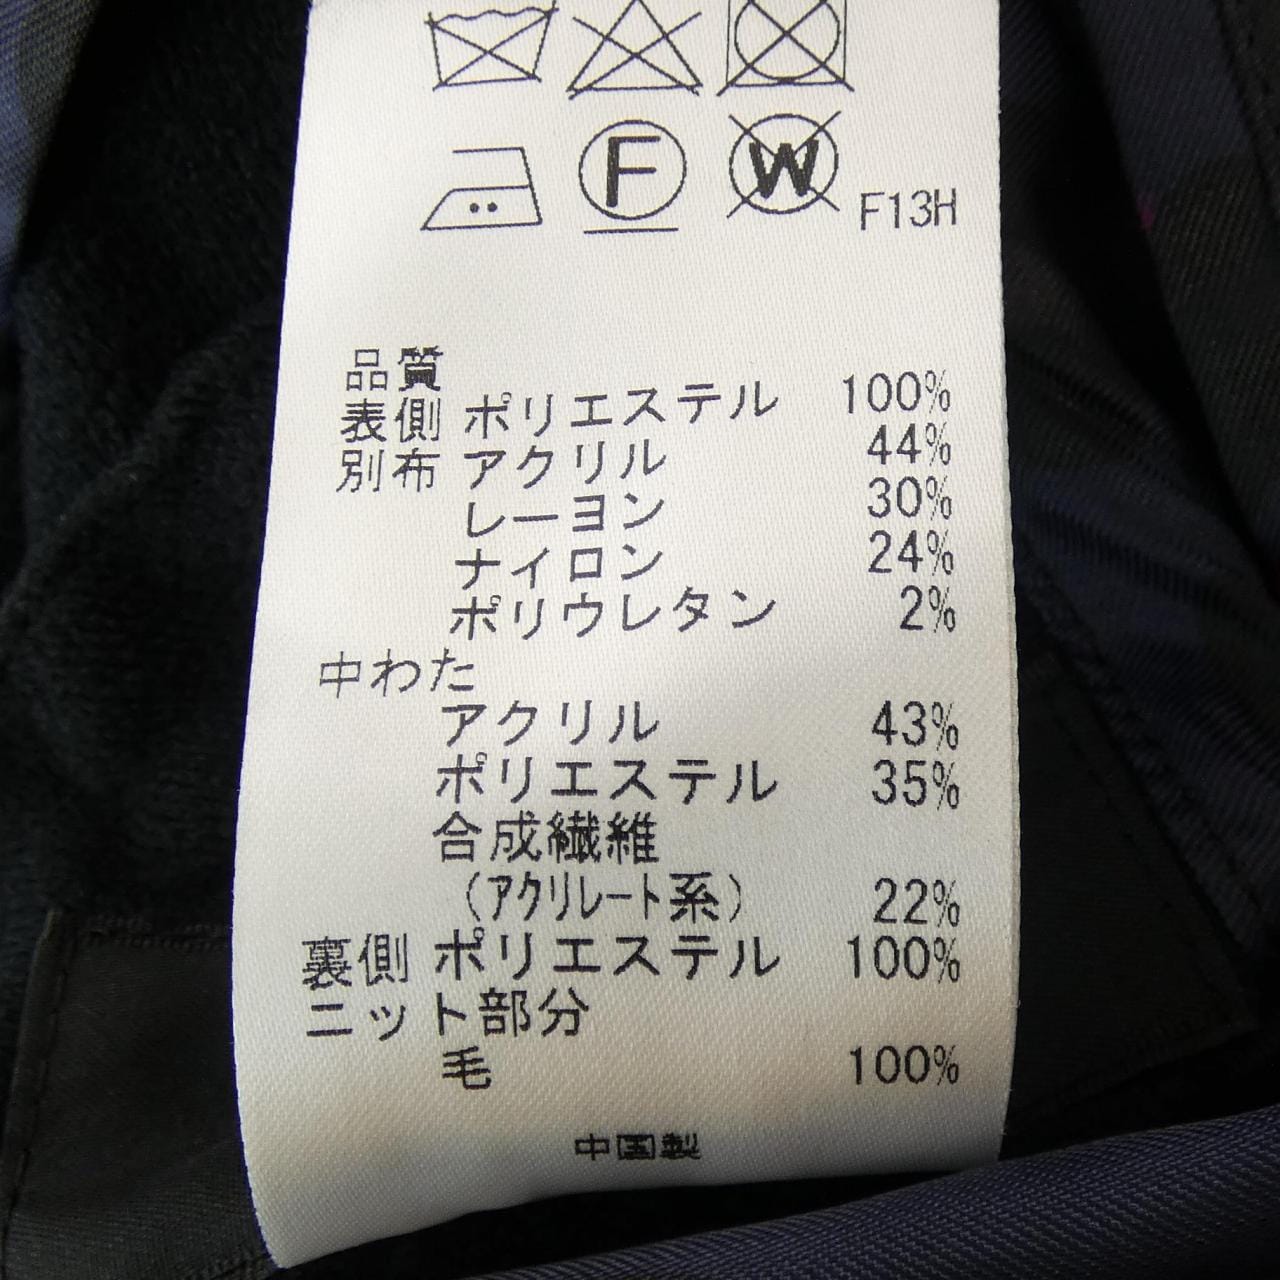 F
W
F13H
品質
表側 ポリエステル 100%
別布 アクリル 44%
レーヨン 30%
ナイロン 24%
ポリウレタン 2%
中わた
アクリル 43%
ポリエステル 35%
合成繊維
(アクリレート系) 22%
裏側 ポリエステル 100%
ニット部分
毛 100%
中国製